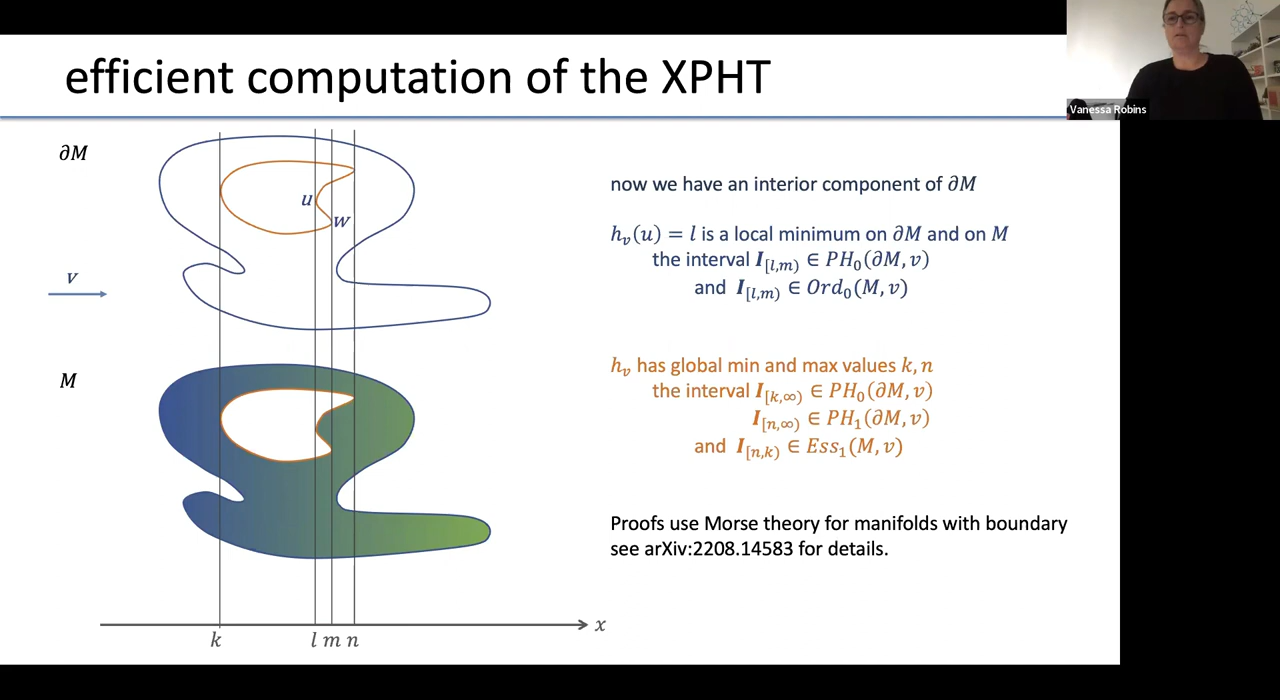 efficient computation of the XPHT
Vanessa Robins
∂M
u
w
v
M
k
l m n
x
now we have an interior component of ∂M
h_v(u) = l is a local minimum on ∂M and on M
the interval I_[l,m) ∈ PH_0(∂M, v)
and I_[l,m) ∈ Ord_0(M, v)
h_v has global min and max values k, n
the interval I_[k,∞) ∈ PH_0(∂M, v)
I_[n,∞) ∈ PH_1(∂M, v)
and I_[n,k) ∈ Ess_1(M, v)
Proofs use Morse theory for manifolds with boundary
see arXiv:2208.14583 for details.